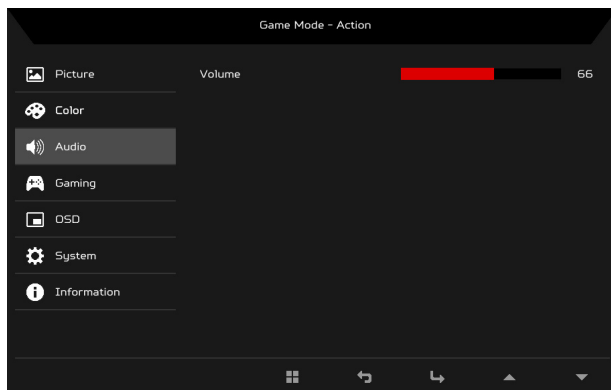 Game Mode - Action
Picture
Volume 66
Color
Audio
Gaming
OSD
System
Information